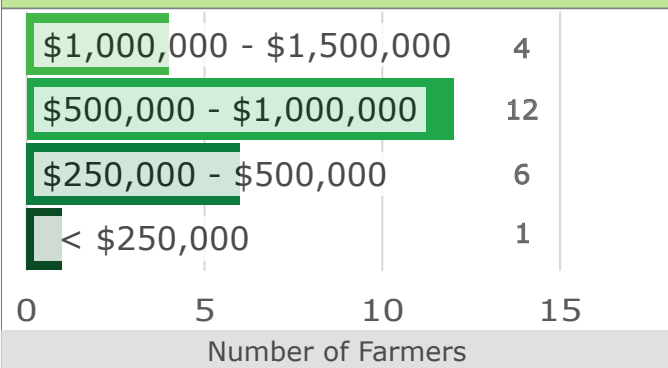 $1,000,000 - $1,500,000 4
$500,000 - $1,000,000 12
$250,000 - $500,000 6
< $250,000 1
0 5 10 15
Number of Farmers